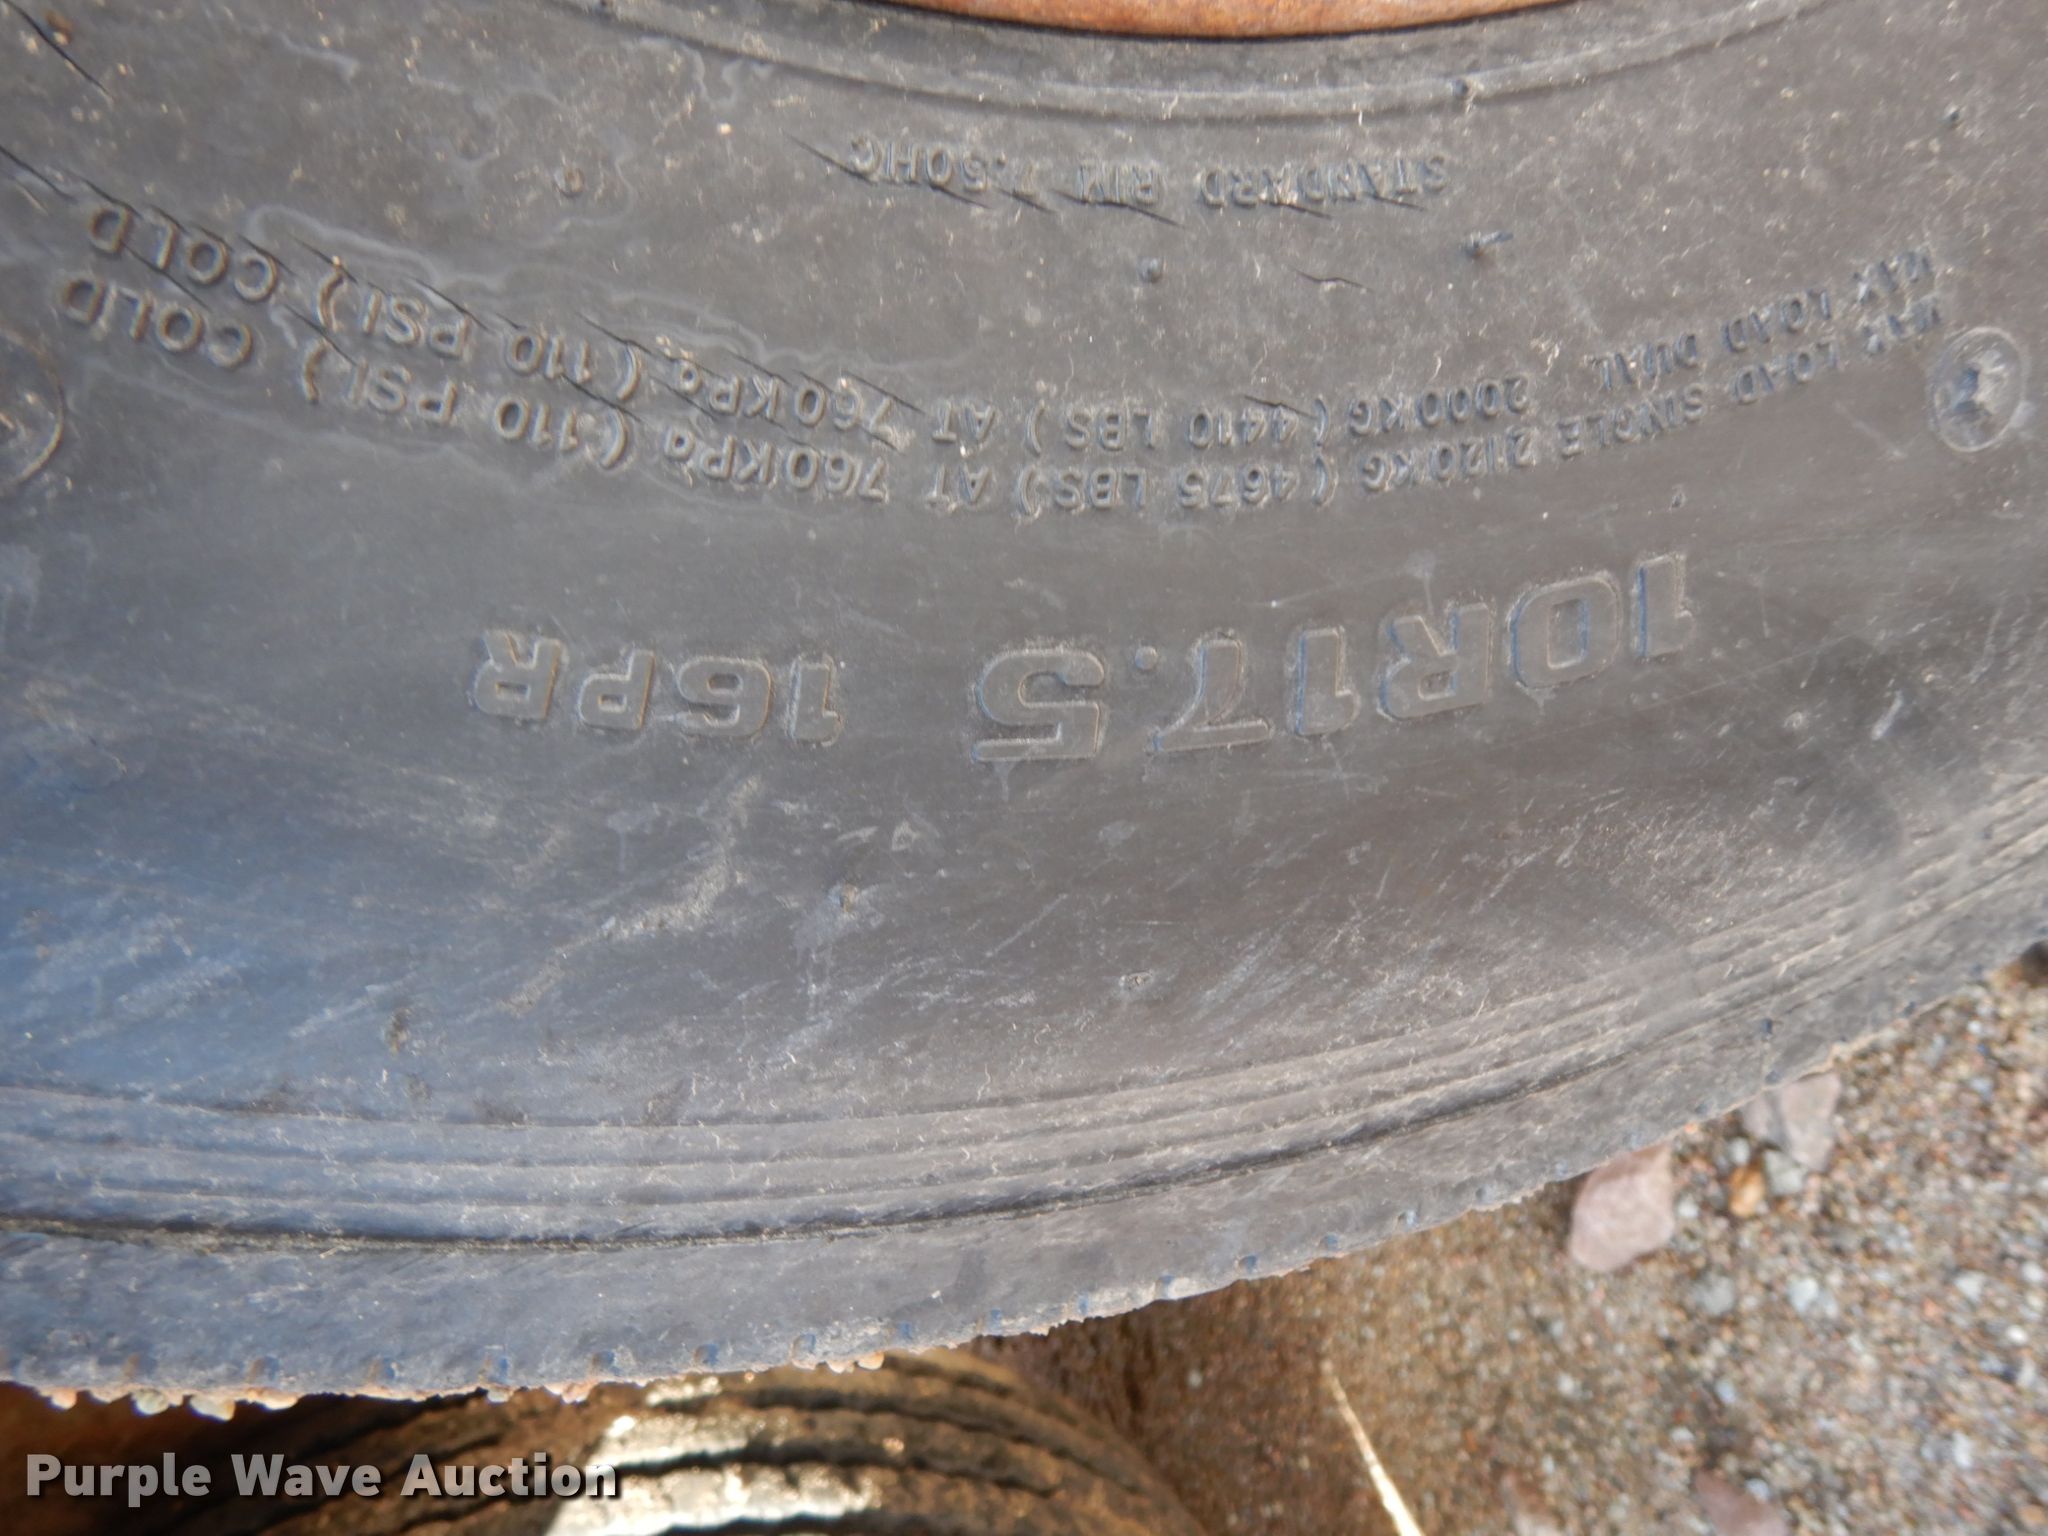 10R17.5 16PR
MAX LOAD SINGLE 2120KG (4675 LBS) AT 760KPa (110 PSI) COLD
MAX LOAD DUAL 2000KG (4410 LBS) AT 760KPa (110 PSI) COLD
STANDARD RIM 7.50HC
Purple Wave Auction